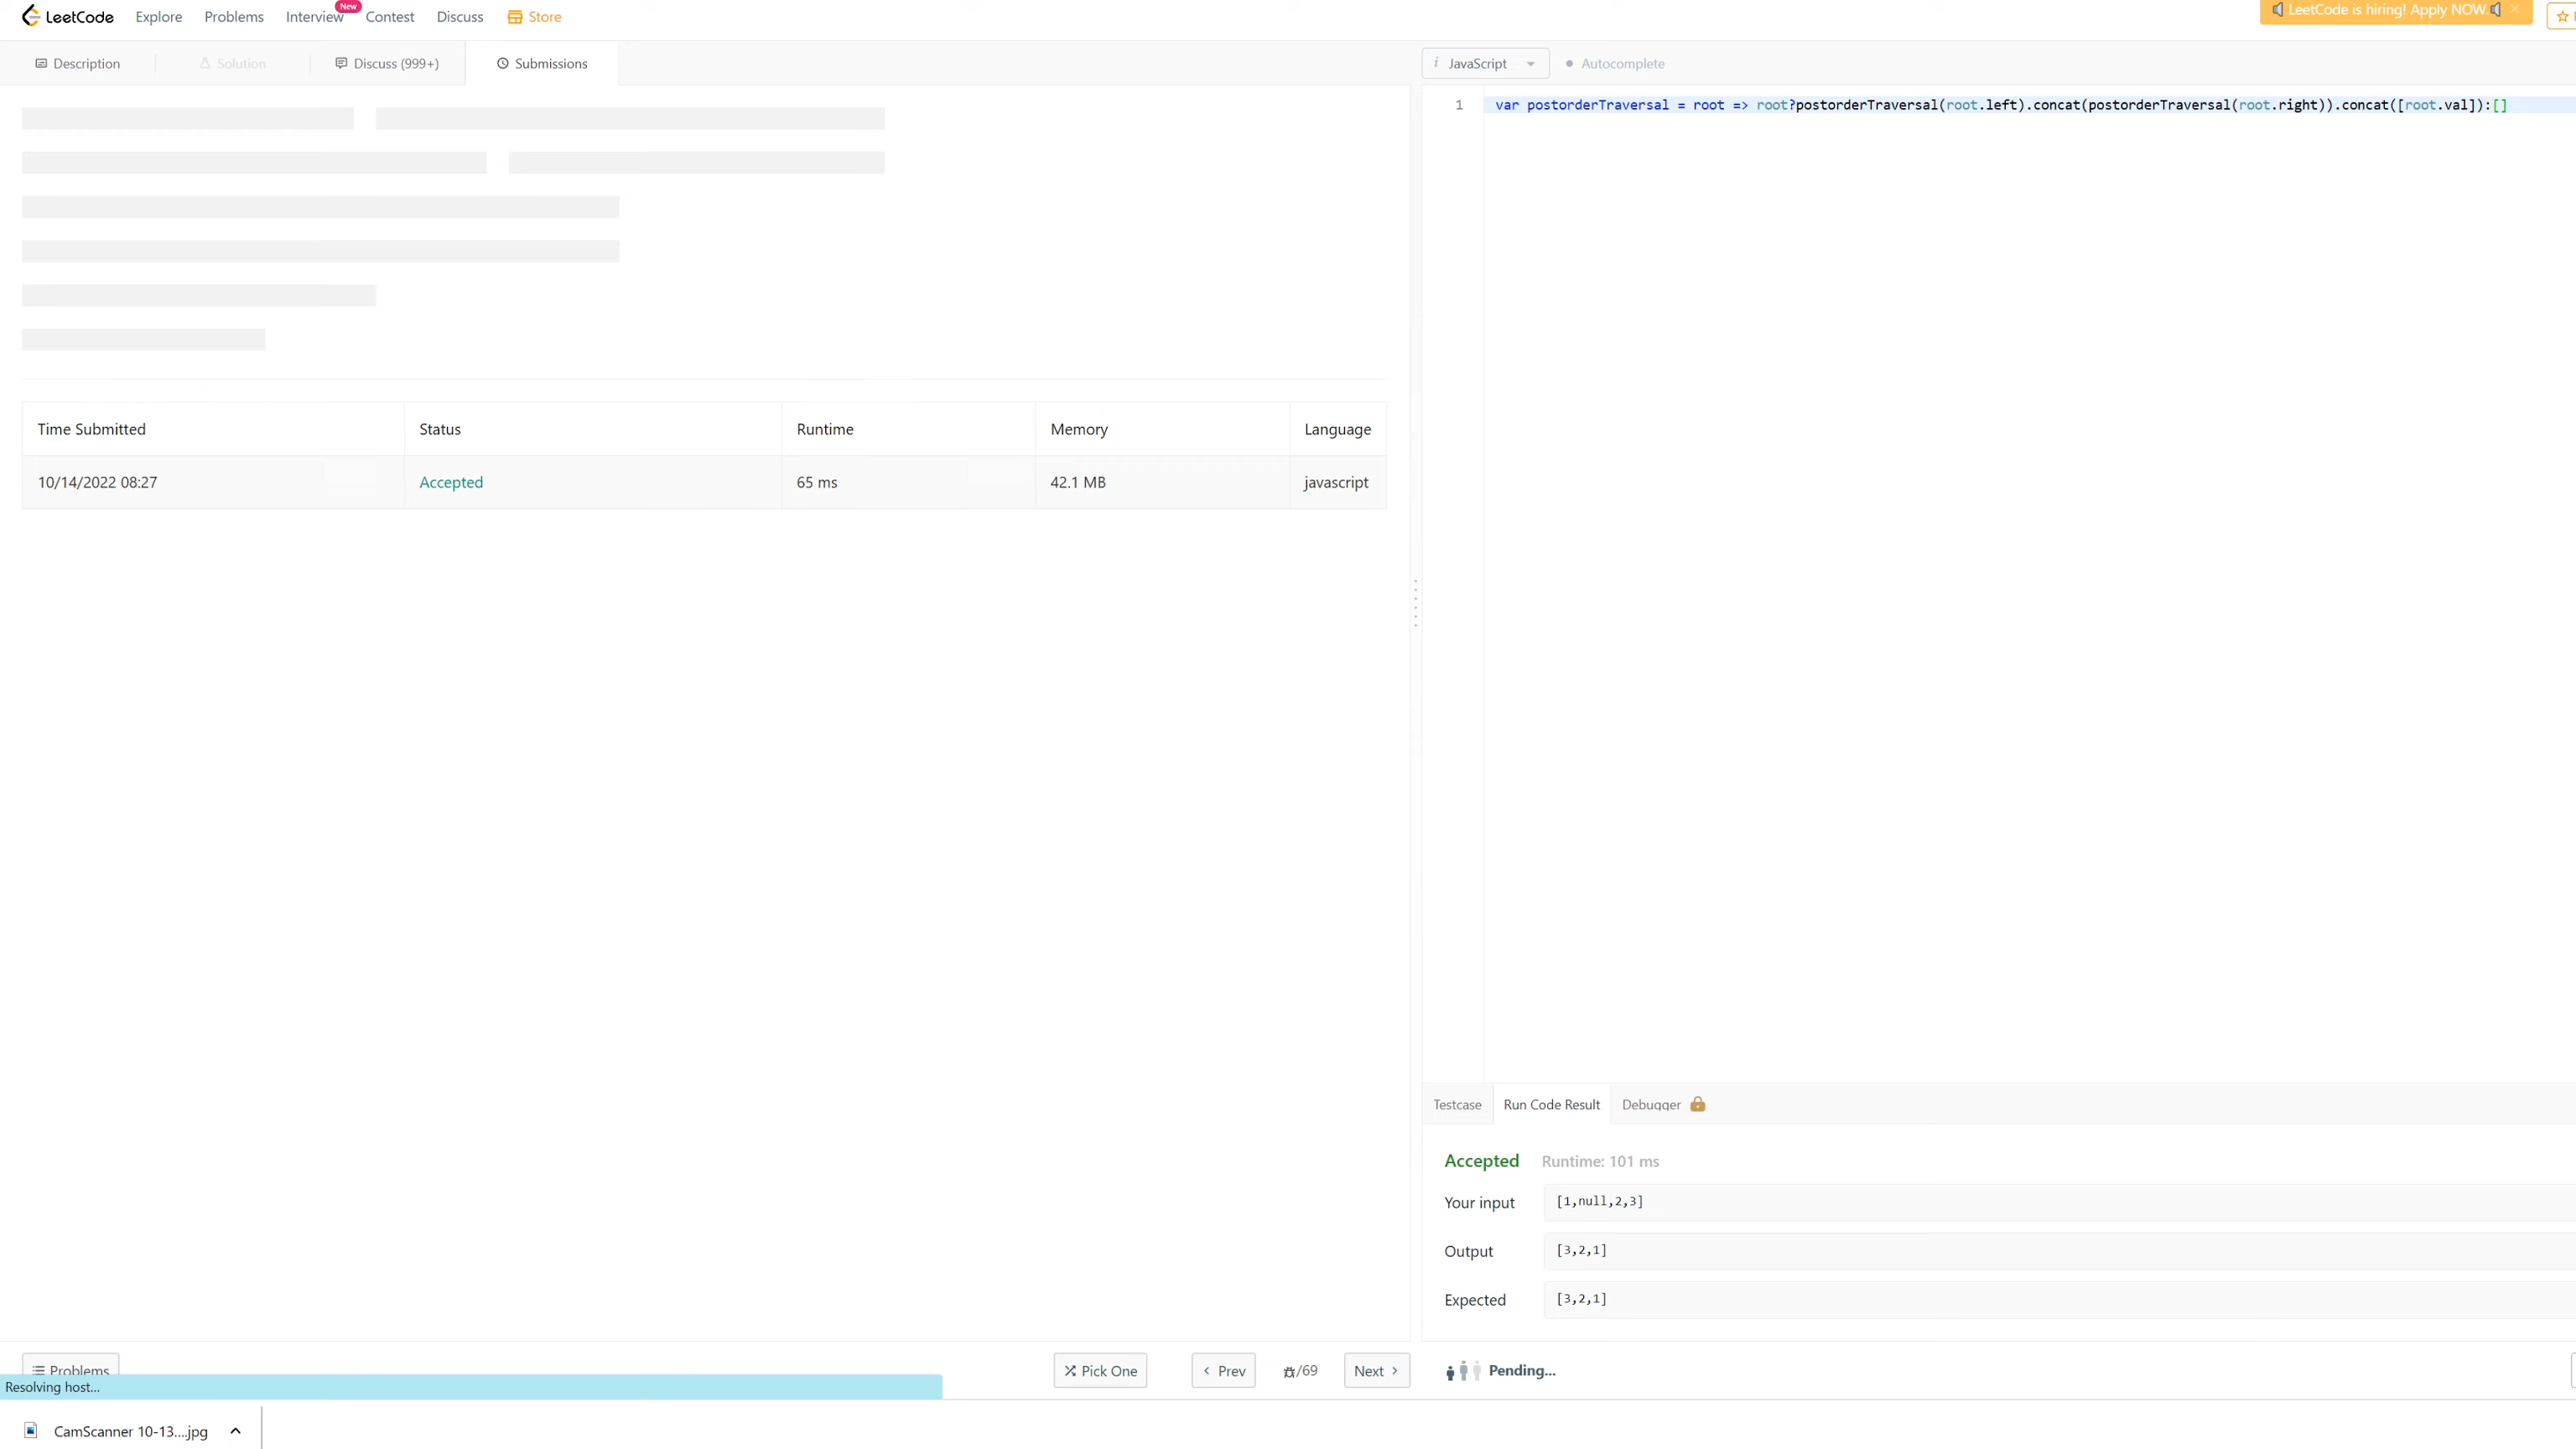 LeetCode Explore Problems Interview New Contest Discuss Store LeetCode is hiring! Apply NOW.
Description Solution Discuss (999+) Submissions JavaScript Autocomplete
1 var postorderTraversal = root => root?postorderTraversal(root.left).concat(postorderTraversal(root.right)).concat([root.val]):[]
Time Submitted Status Runtime Memory Language
10/14/2022 08:27 Accepted 65 ms 42.1 MB javascript
Testcase Run Code Result Debugger
Accepted Runtime: 101 ms
Your input [1,null,2,3]
Output [3,2,1]
Expected [3,2,1]
Problems Pick One Prev /69 Next Pending...
Resolving host...
CamScanner 10-13....jpg